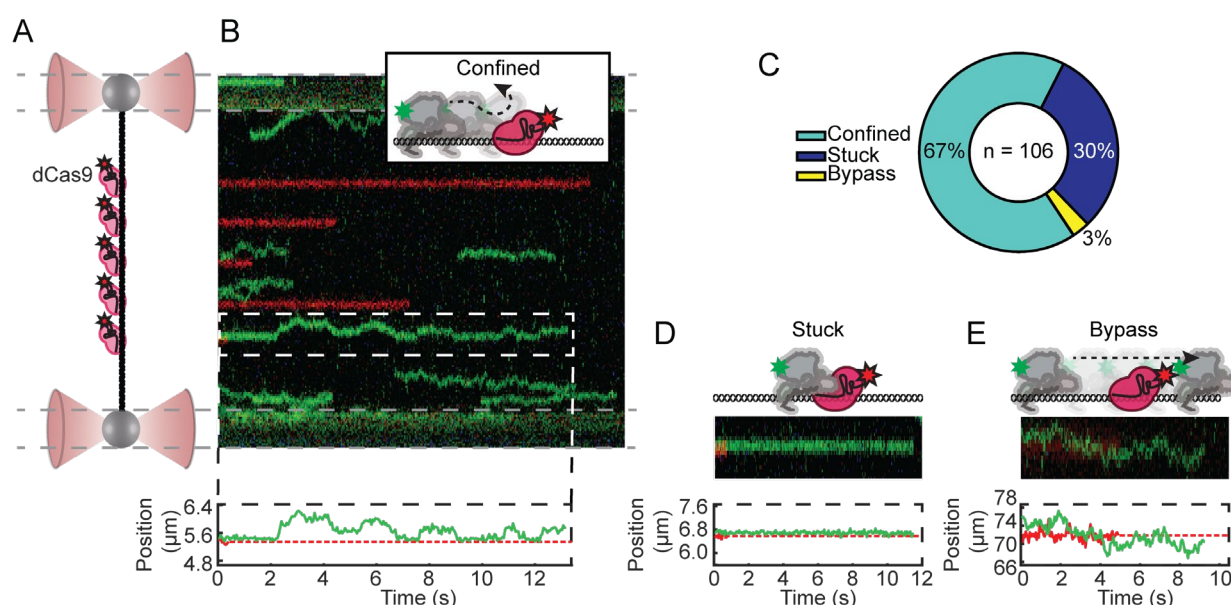 A
B
C
Confined
dCas9
Confined
Stuck
Bypass
67%
n = 106
30%
3%
D
Stuck
E
Bypass
Position
(μm)
6.4
5.6
4.8
0
2
4
6
8
10
12
Time (s)
Position
(μm)
7.6
6.8
6.0
0
2
4
6
8
10
12
Time (s)
Position
(μm)
78
74
70
66
0
2
4
6
8
10
Time (s)